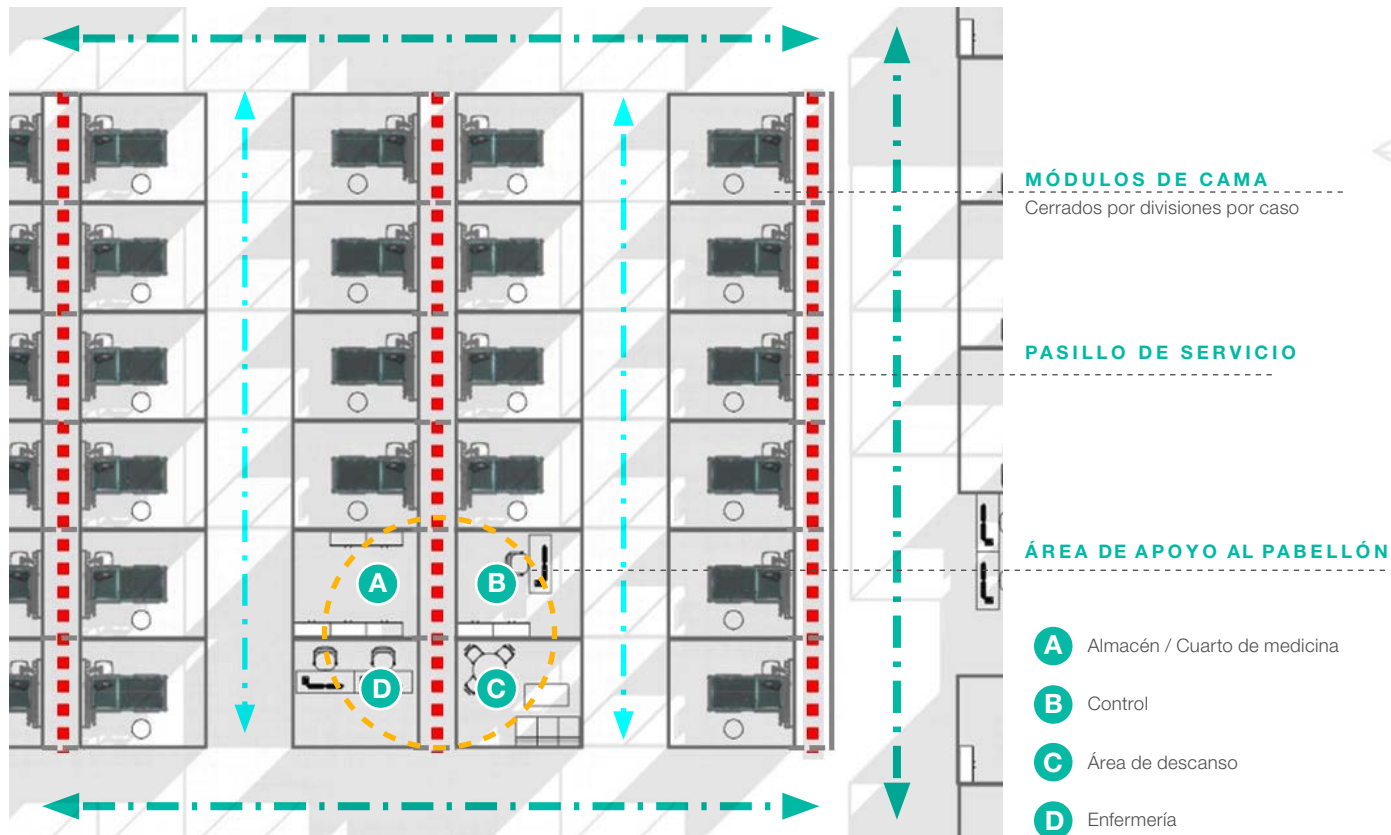 MÓDULOS DE CAMA
Cerrados por divisiones por caso
PASILLO DE SERVICIO
ÁREA DE APOYO AL PABELLÓN
A
B
D
C
A Almacén / Cuarto de medicina
B Control
C Área de descanso
D Enfermería